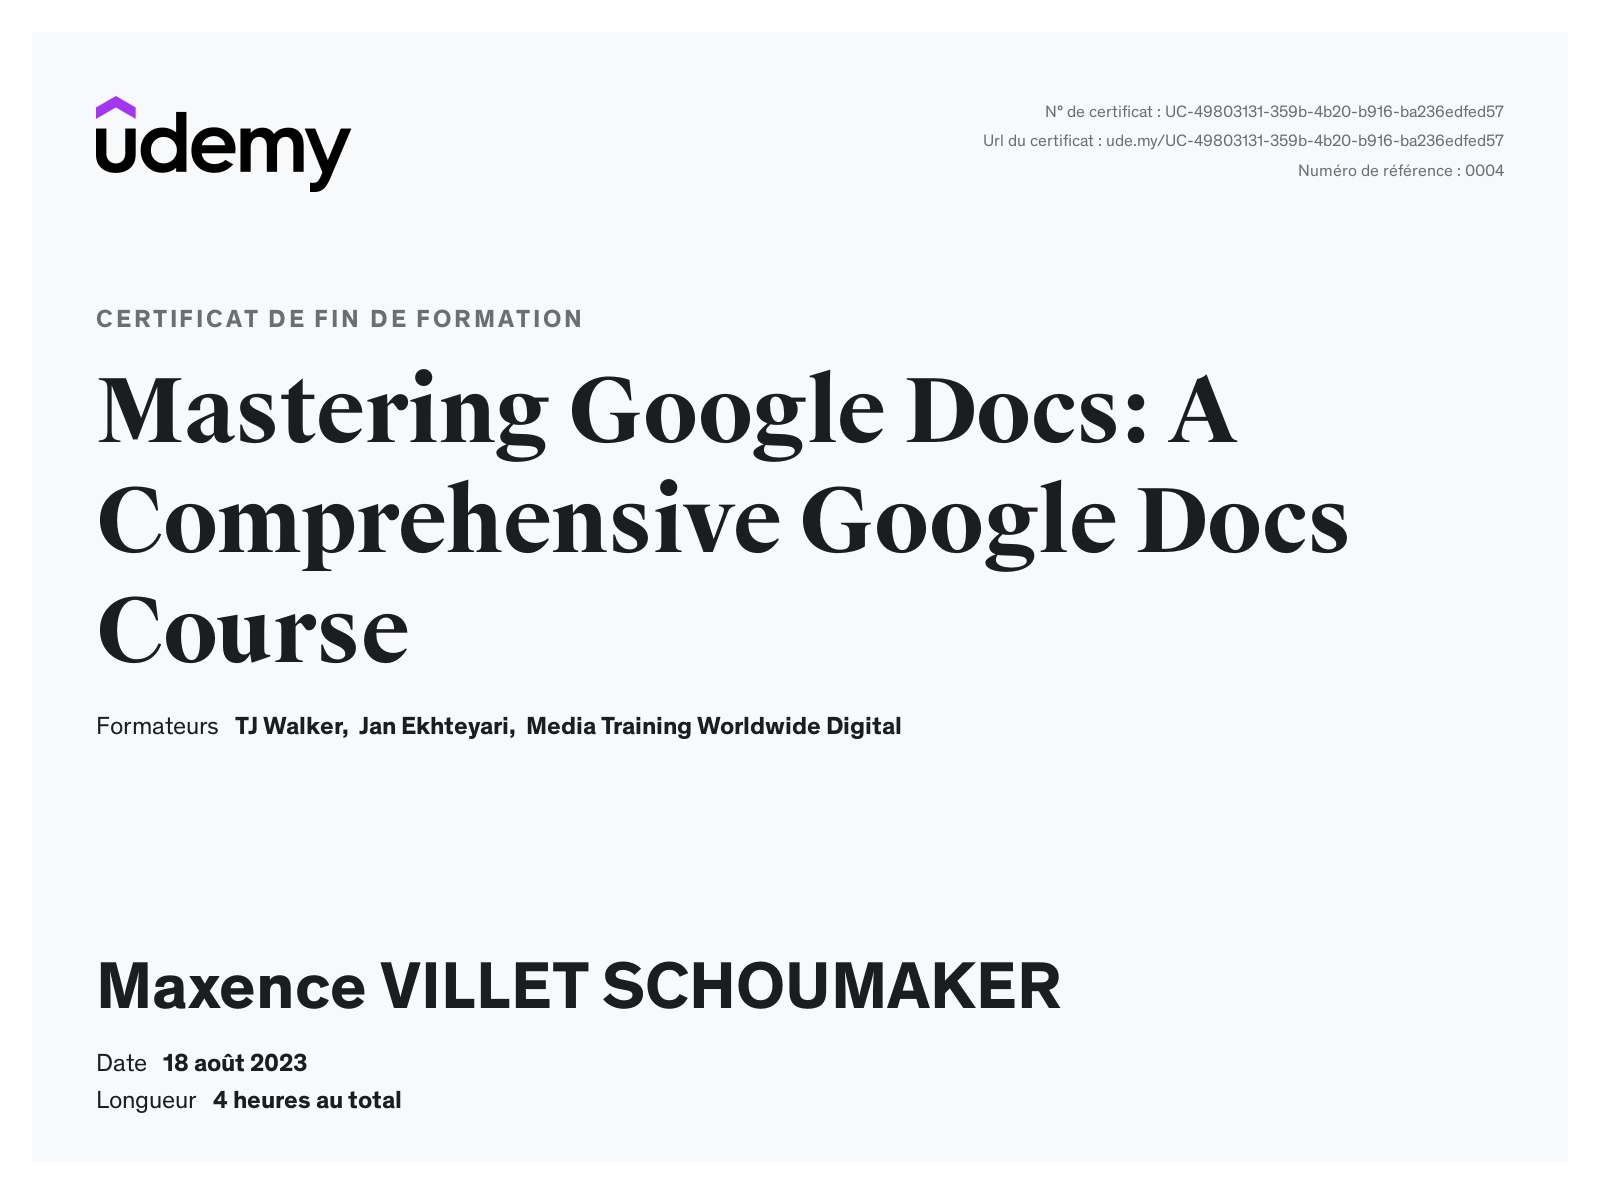 udemy
N° de certificat : UC-49803131-359b-4b20-b916-ba236edfed57
Url du certificat : ude.my/UC-49803131-359b-4b20-b916-ba236edfed57
Numéro de référence : 0004
CERTIFICAT DE FIN DE FORMATION
Mastering Google Docs: A
Comprehensive Google Docs
Course
Formateurs TJ Walker, Jan Ekhteyari, Media Training Worldwide Digital
Maxence VILLET SCHOUMAKER
Date 18 août 2023
Longueur 4 heures au total